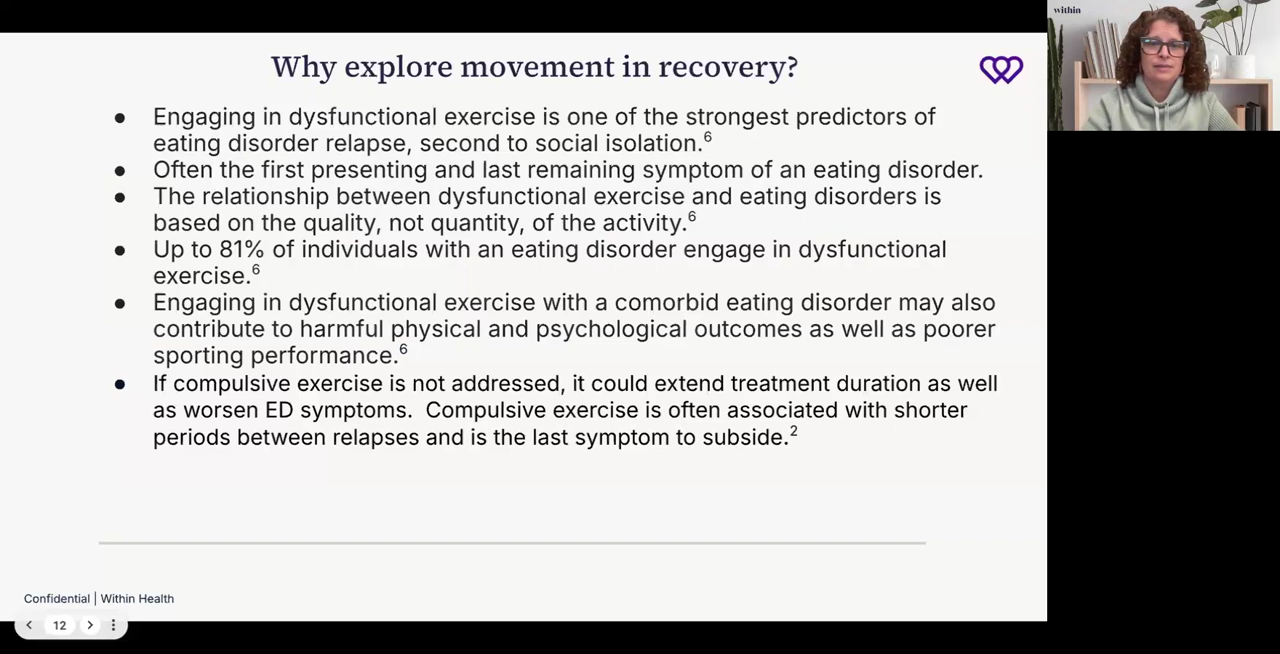 within
Why explore movement in recovery?
● Engaging in dysfunctional exercise is one of the strongest predictors of
eating disorder relapse, second to social isolation.⁶
● Often the first presenting and last remaining symptom of an eating disorder.
● The relationship between dysfunctional exercise and eating disorders is
based on the quality, not quantity, of the activity.⁶
● Up to 81% of individuals with an eating disorder engage in dysfunctional
exercise.⁶
● Engaging in dysfunctional exercise with a comorbid eating disorder may also
contribute to harmful physical and psychological outcomes as well as poorer
sporting performance.⁶
● If compulsive exercise is not addressed, it could extend treatment duration as well
as worsen ED symptoms.  Compulsive exercise is often associated with shorter
periods between relapses and is the last symptom to subside.²
Confidential | Within Health
12